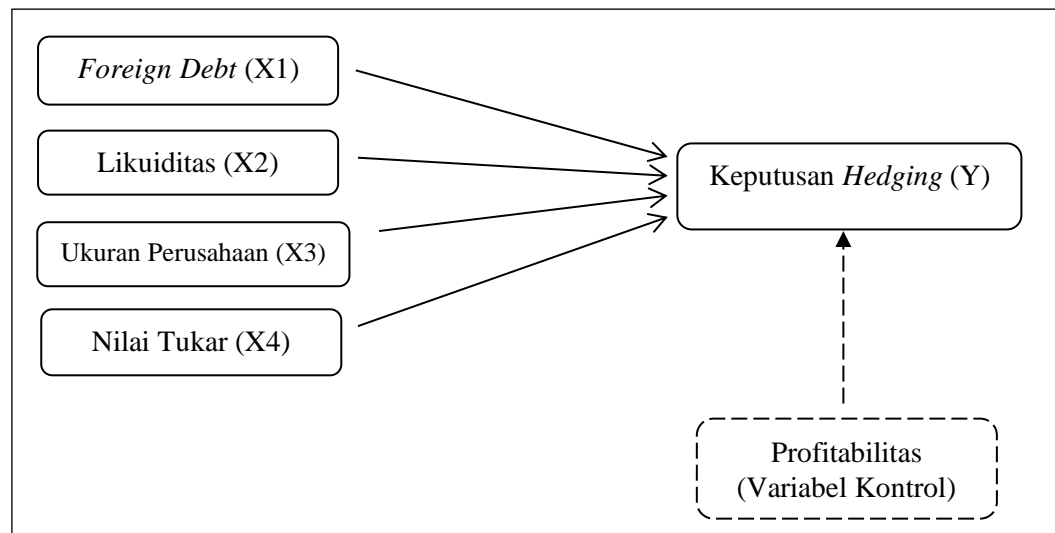 Foreign Debt (X1)
Likuiditas (X2)
Ukuran Perusahaan (X3)
Nilai Tukar (X4)
Keputusan Hedging (Y)
Profitabilitas
(Variabel Kontrol)